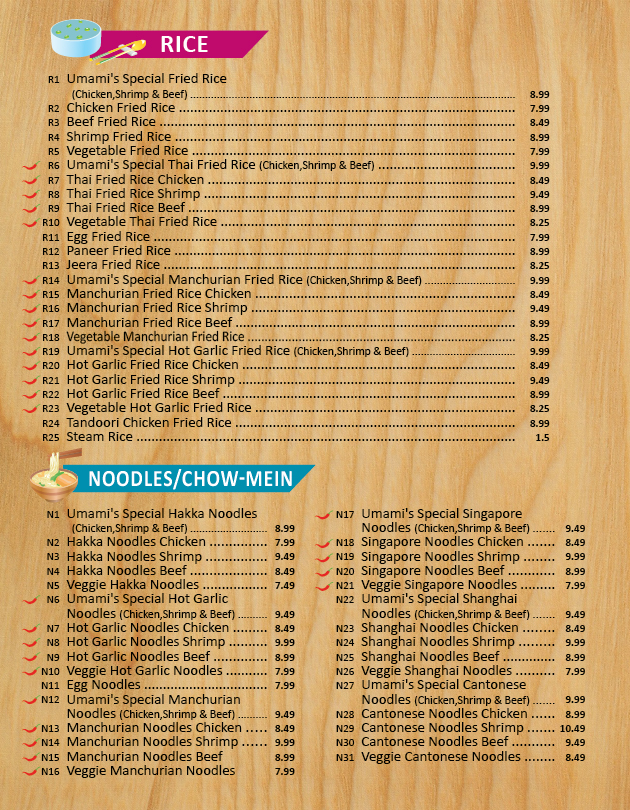 RICE
R1 Umami's Special Fried Rice
(Chicken,Shrimp & Beef) 8.99
R2 Chicken Fried Rice 7.99
R3 Beef Fried Rice 8.49
R4 Shrimp Fried Rice 8.99
R5 Vegetable Fried Rice 7.99
R6 Umami's Special Thai Fried Rice (Chicken,Shrimp & Beef) 9.99
R7 Thai Fried Rice Chicken 8.49
R8 Thai Fried Rice Shrimp 9.49
R9 Thai Fried Rice Beef 8.99
R10 Vegetable Thai Fried Rice 8.25
R11 Egg Fried Rice 7.99
R12 Paneer Fried Rice 8.99
R13 Jeera Fried Rice 8.25
R14 Umami's Special Manchurian Fried Rice (Chicken,Shrimp & Beef) 9.99
R15 Manchurian Fried Rice Chicken 8.49
R16 Manchurian Fried Rice Shrimp 9.49
R17 Manchurian Fried Rice Beef 8.99
R18 Vegetable Manchurian Fried Rice 8.25
R19 Umami's Special Hot Garlic Fried Rice (Chicken,Shrimp & Beef) 9.99
R20 Hot Garlic Fried Rice Chicken 8.49
R21 Hot Garlic Fried Rice Shrimp 9.49
R22 Hot Garlic Fried Rice Beef 8.99
R23 Vegetable Hot Garlic Fried Rice 8.25
R24 Tandoori Chicken Fried Rice 8.99
R25 Steam Rice 1.5
NOODLES/CHOW-MEIN
N1 Umami's Special Hakka Noodles
(Chicken,Shrimp & Beef) 8.99
N2 Hakka Noodles Chicken 7.99
N3 Hakka Noodles Shrimp 9.49
N4 Hakka Noodles Beef 8.49
N5 Veggie Hakka Noodles 7.49
N6 Umami's Special Hot Garlic
Noodles (Chicken,Shrimp & Beef) 9.49
N7 Hot Garlic Noodles Chicken 8.49
N8 Hot Garlic Noodles Shrimp 9.99
N9 Hot Garlic Noodles Beef 8.99
N10 Veggie Hot Garlic Noodles 7.99
N11 Egg Noodles 7.99
N12 Umami's Special Manchurian
Noodles (Chicken,Shrimp & Beef) 9.49
N13 Manchurian Noodles Chicken 8.49
N14 Manchurian Noodles Shrimp 9.99
N15 Manchurian Noodles Beef 8.99
N16 Veggie Manchurian Noodles 7.99
N17 Umami's Special Singapore
Noodles (Chicken,Shrimp & Beef) 9.49
N18 Singapore Noodles Chicken 8.49
N19 Singapore Noodles Shrimp 9.99
N20 Singapore Noodles Beef 8.99
N21 Veggie Singapore Noodles 7.99
N22 Umami's Special Shanghai
Noodles (Chicken,Shrimp & Beef) 9.49
N23 Shanghai Noodles Chicken 8.49
N24 Shanghai Noodles Shrimp 9.99
N25 Shanghai Noodles Beef 8.99
N26 Veggie Shanghai Noodles 7.99
N27 Umami's Special Cantonese
Noodles (Chicken,Shrimp & Beef) 9.99
N28 Cantonese Noodles Chicken 8.99
N29 Cantonese Noodles Shrimp 10.49
N30 Cantonese Noodles Beef 9.49
N31 Veggie Cantonese Noodles 8.49